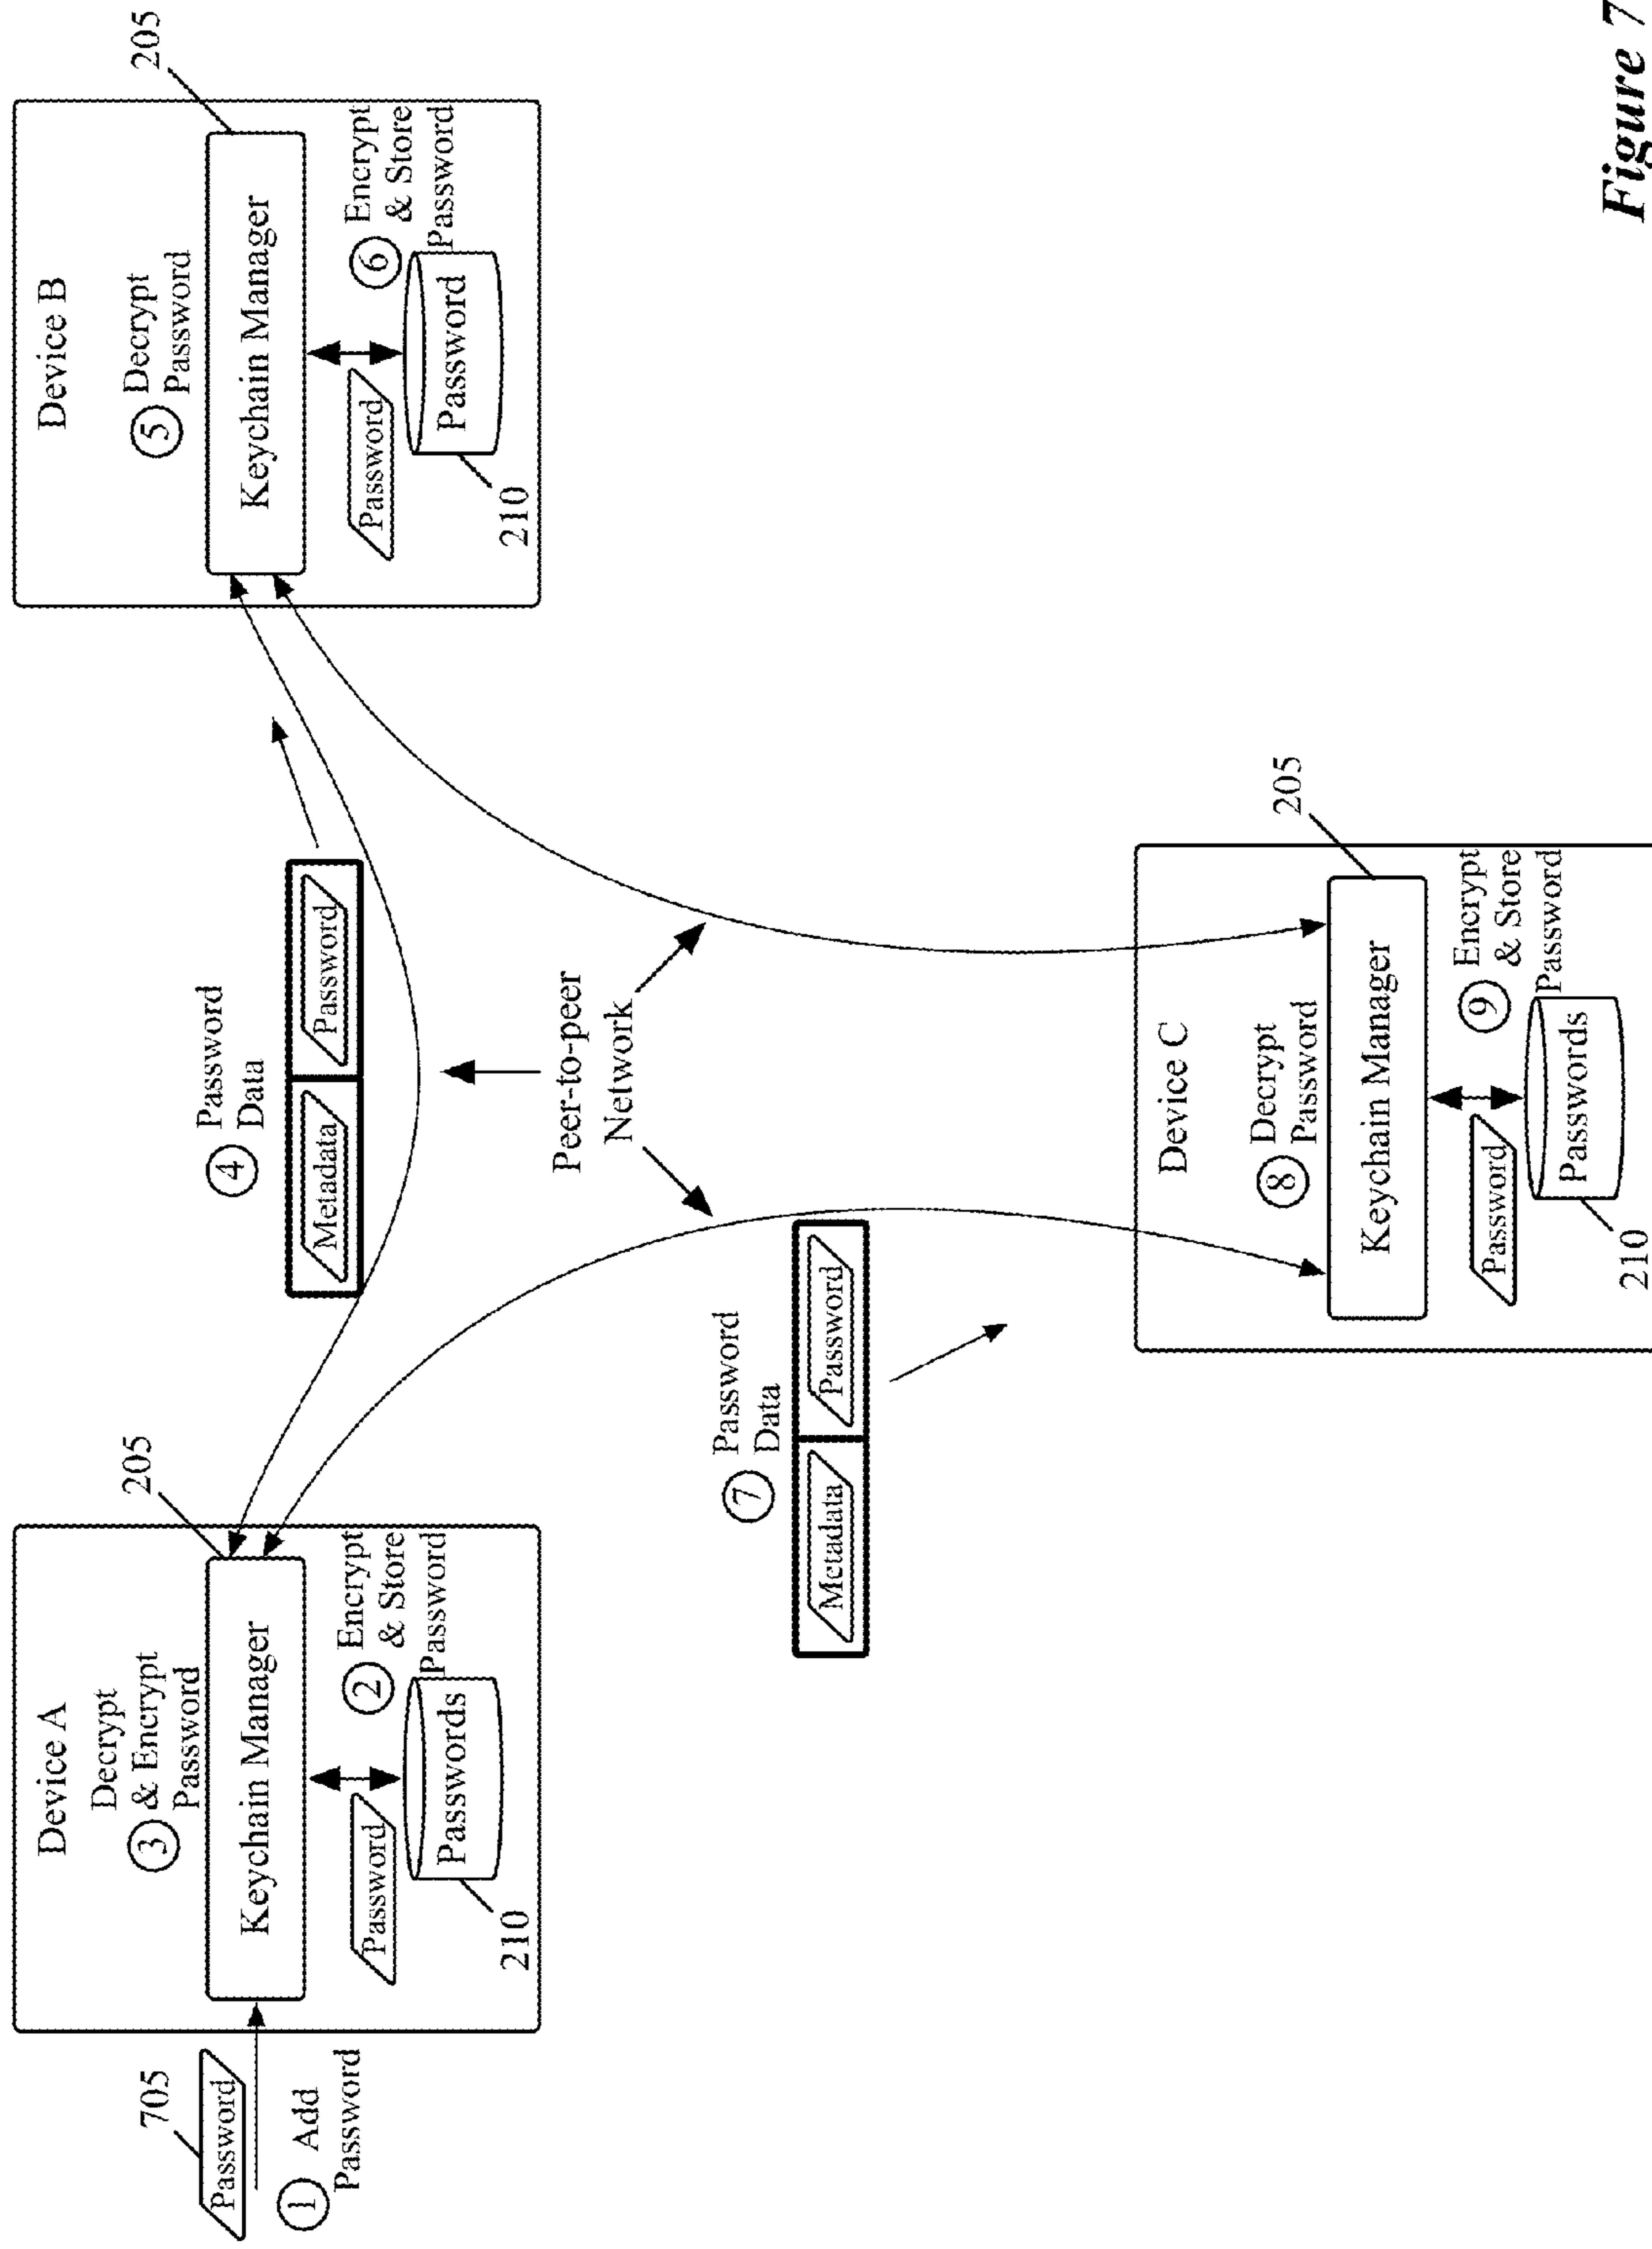 705
Password
1
Add
Password
Device A
Decrypt
3
& Encrypt
Password
205
Keychain Manager
Password
2
Encrypt
& Store
Password
Passwords
210
4
Password
Data
Metadata
Password
Peer-to-peer
Network
Device B
5
Decrypt
Password
205
Keychain Manager
Password
6
Encrypt
& Store
Password
Password
210
7
Password
Data
Metadata
Password
Device C
8
Decrypt
Password
205
Keychain Manager
Password
9
Encrypt
& Store
Password
Passwords
210
Figure 7